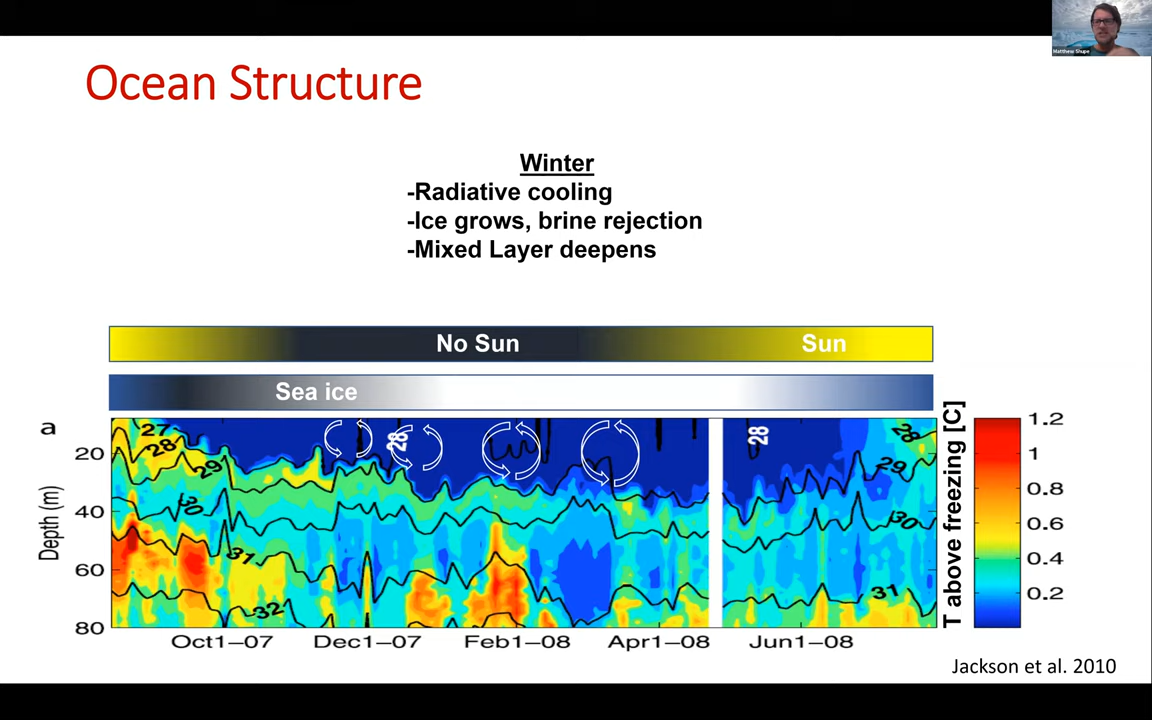 Matthew Shupe
Ocean Structure
Winter
-Radiative cooling
-Ice grows, brine rejection
-Mixed Layer deepens
No Sun
Sun
Sea ice
a
Depth (m)
20
40
60
80
27
28
29
30
31
32
28
28
28
29
30
31
Oct1-07
Dec1-07
Feb1-08
Apr1-08
Jun1-08
T above freezing [C]
1.2
1
0.8
0.6
0.4
0.2
Jackson et al. 2010